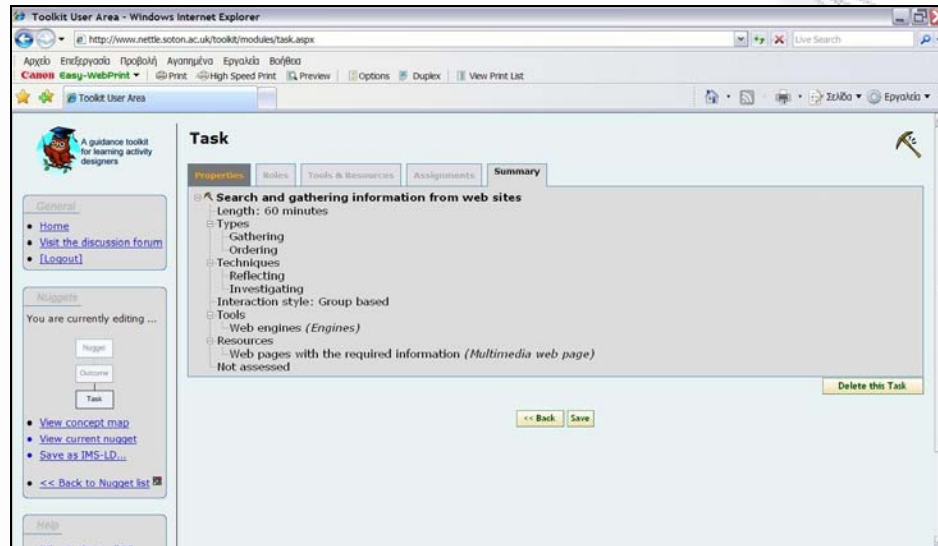 Toolkit User Area - Windows Internet Explorer
http://www.nettle.soton.ac.uk/toolkit/modules/task.aspx
Live Search
Αρχείο Επεξεργασία Προβολή Αγαπημένα Εργαλεία Βοήθεια
Canon Easy-WebPrint Print High Speed Print Preview Options Duplex View Print List
Toolkit User Area
Σελίδα Εργαλεία
A guidance toolkit
for learning activity
designers
General
Home
Visit the discussion forum
[Logout]
Nuggets
You are currently editing ...
Nugget
Outcome
Task
View concept map
View current nugget
Save as IMS-LD...
<< Back to Nugget list
Help
Task
Properties Roles Tools & Resources Assignments Summary
Search and gathering information from web sites
Length: 60 minutes
Types
Gathering
Ordering
Techniques
Reflecting
Investigating
Interaction style: Group based
Tools
Web engines (Engines)
Resources
Web pages with the required information (Multimedia web page)
Not assessed
Delete this Task
<< Back Save